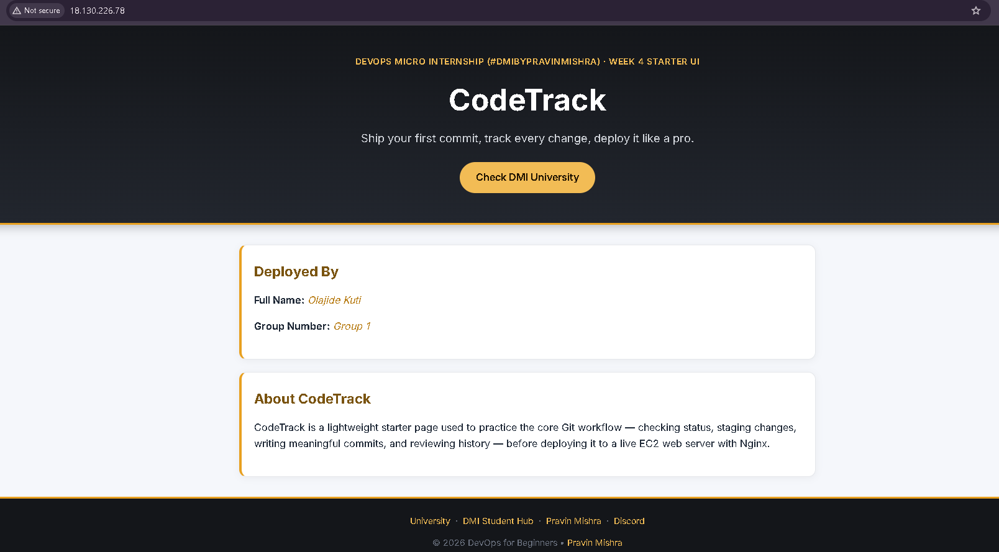 Not secure 18.130.226.78
DEVOPS MICRO INTERNSHIP (#DMIBYPRAVINMISHRA) · WEEK 4 STARTER UI
CodeTrack
Ship your first commit, track every change, deploy it like a pro.
Check DMI University
Deployed By
Full Name: Olajide Kuti
Group Number: Group 1
About CodeTrack
CodeTrack is a lightweight starter page used to practice the core Git workflow — checking status, staging changes,
writing meaningful commits, and reviewing history — before deploying it to a live EC2 web server with Nginx.
University · DMI Student Hub · Pravin Mishra · Discord
© 2026 DevOps for Beginners • Pravin Mishra